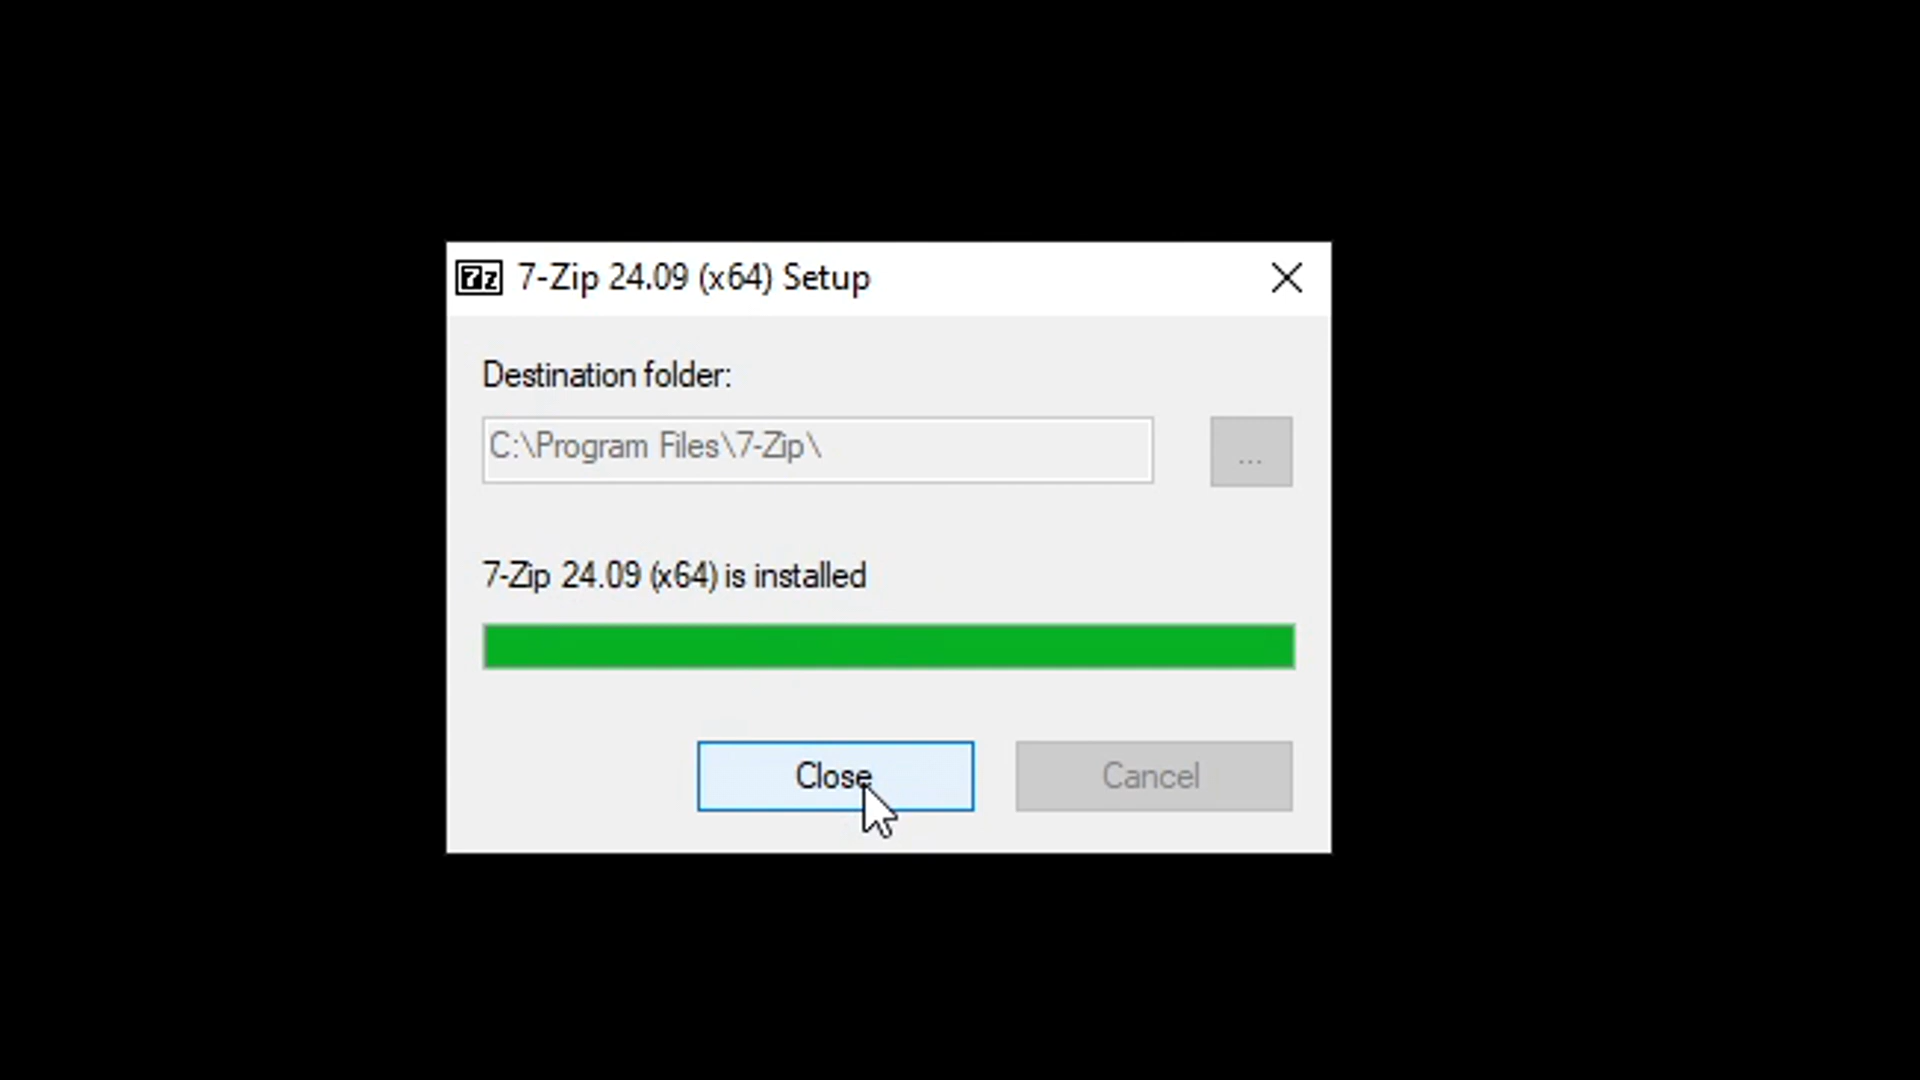 7z 7-Zip 24.09 (x64) Setup
Destination folder:
C:\Program Files\7-Zip\
...
7-Zip 24.09 (x64) is installed
Close
Cancel